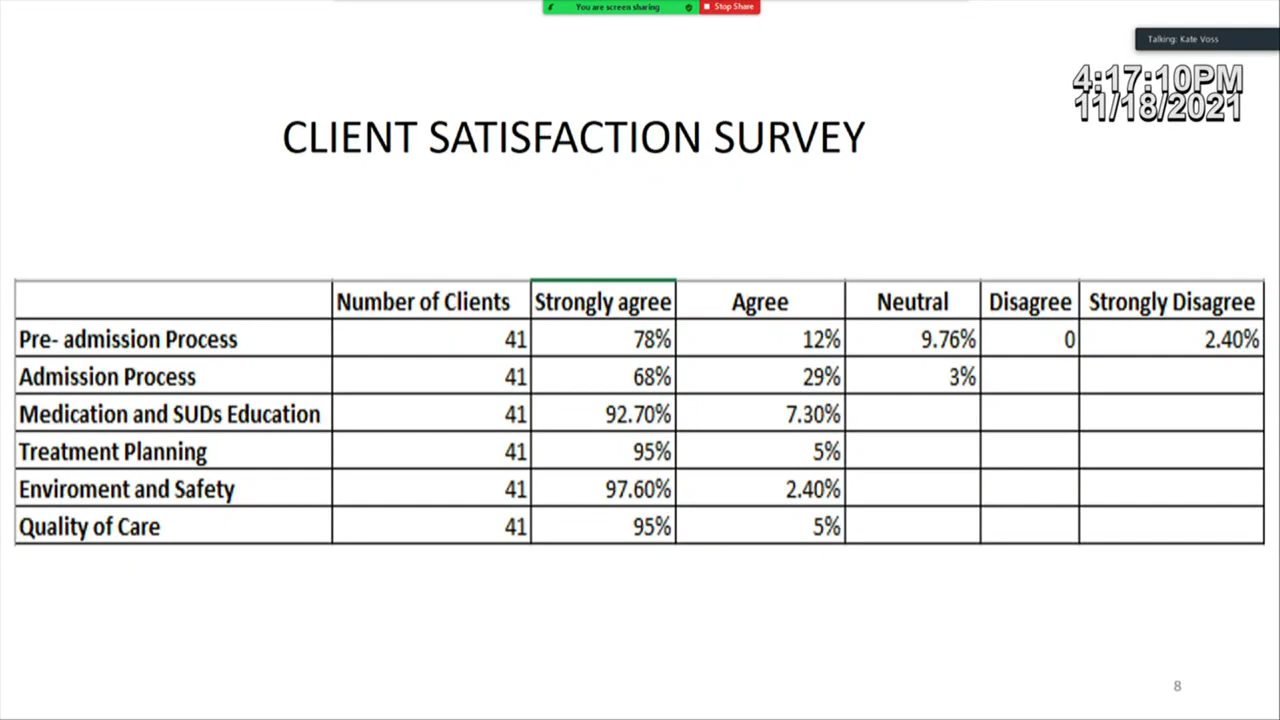 You are screen sharing Stop Share
Talking: Kate Voss
4:17:10PM
11/18/2021
CLIENT SATISFACTION SURVEY
Number of Clients Strongly agree Agree Neutral Disagree Strongly Disagree
Pre- admission Process 41 78% 12% 9.76% 0 2.40%
Admission Process 41 68% 29% 3%
Medication and SUDs Education 41 92.70% 7.30%
Treatment Planning 41 95% 5%
Enviroment and Safety 41 97.60% 2.40%
Quality of Care 41 95% 5%
8